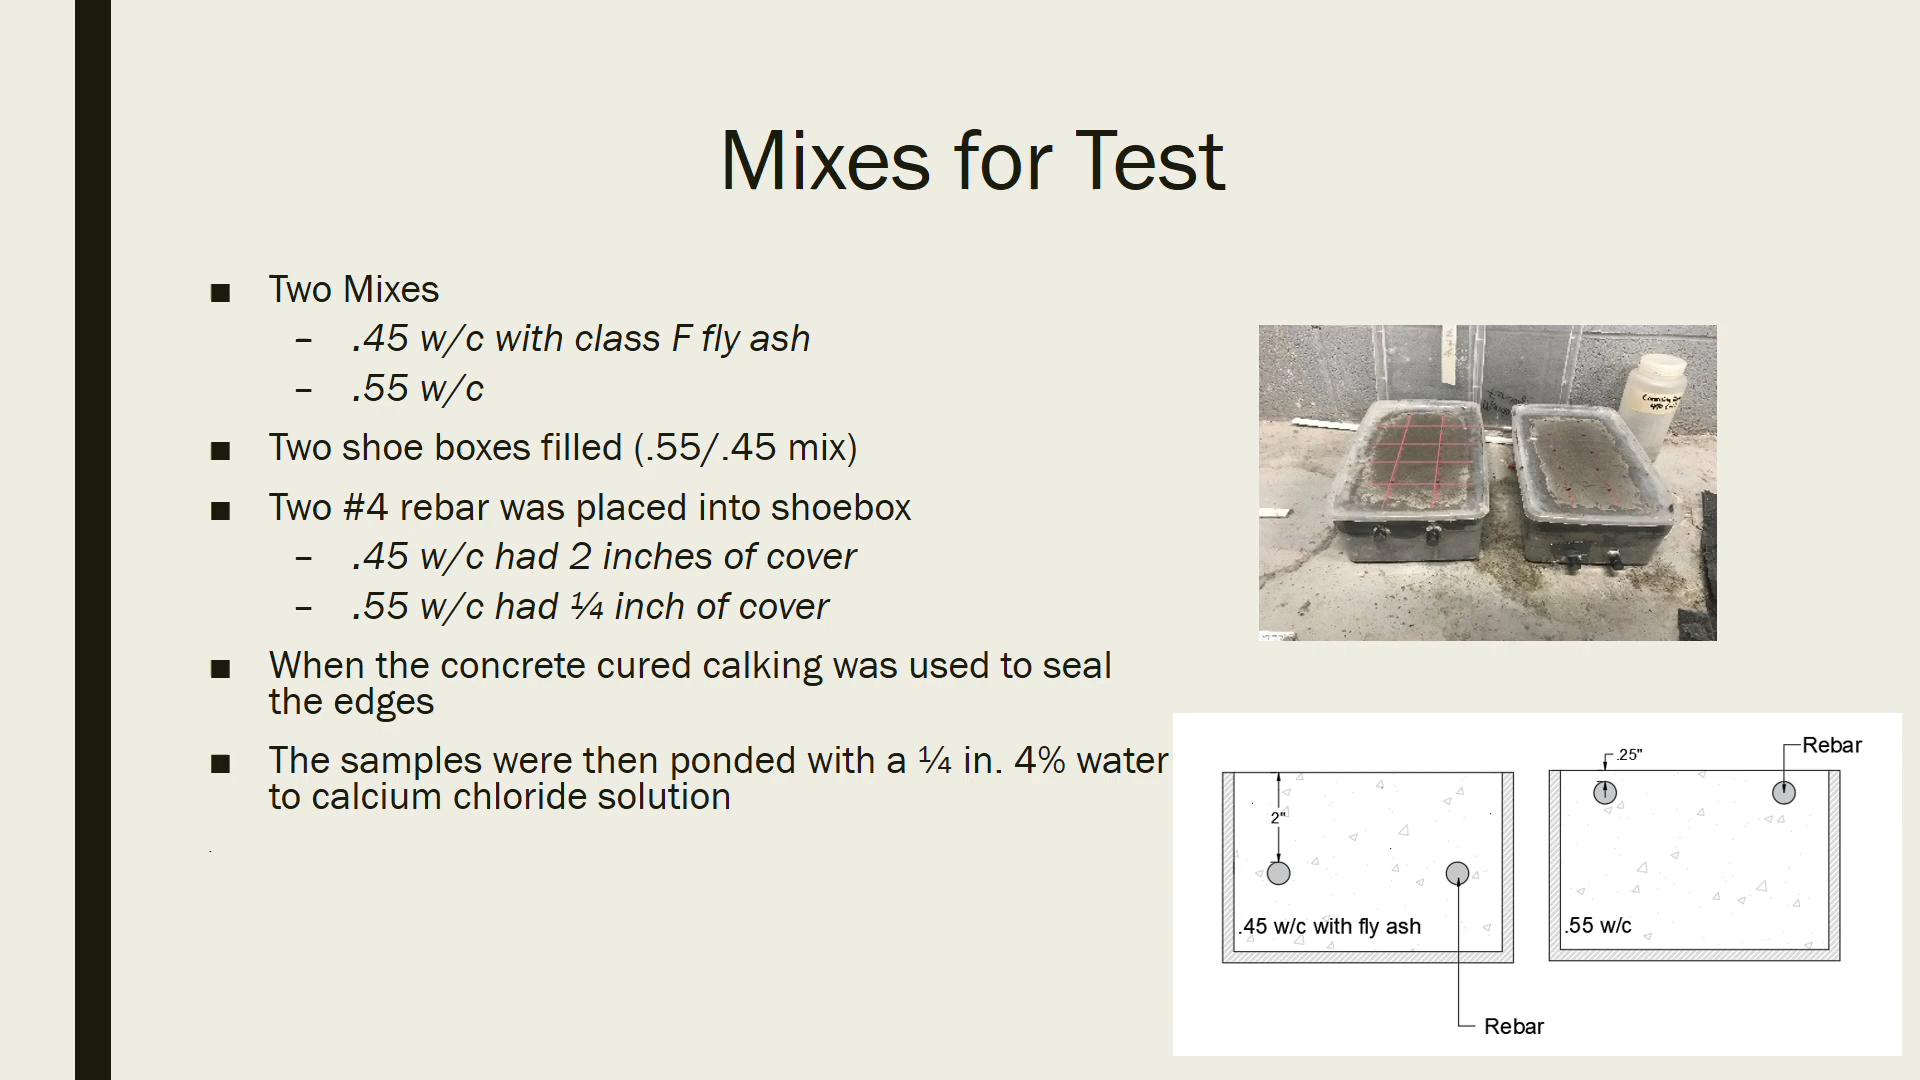 Mixes for Test
■ Two Mixes
– .45 w/c with class F fly ash
– .55 w/c
■ Two shoe boxes filled (.55/.45 mix)
■ Two #4 rebar was placed into shoebox
– .45 w/c had 2 inches of cover
– .55 w/c had ¼ inch of cover
■ When the concrete cured calking was used to seal
the edges
■ The samples were then ponded with a ¼ in. 4% water
to calcium chloride solution
.25"
Rebar
2"
.45 w/c with fly ash
.55 w/c
Rebar